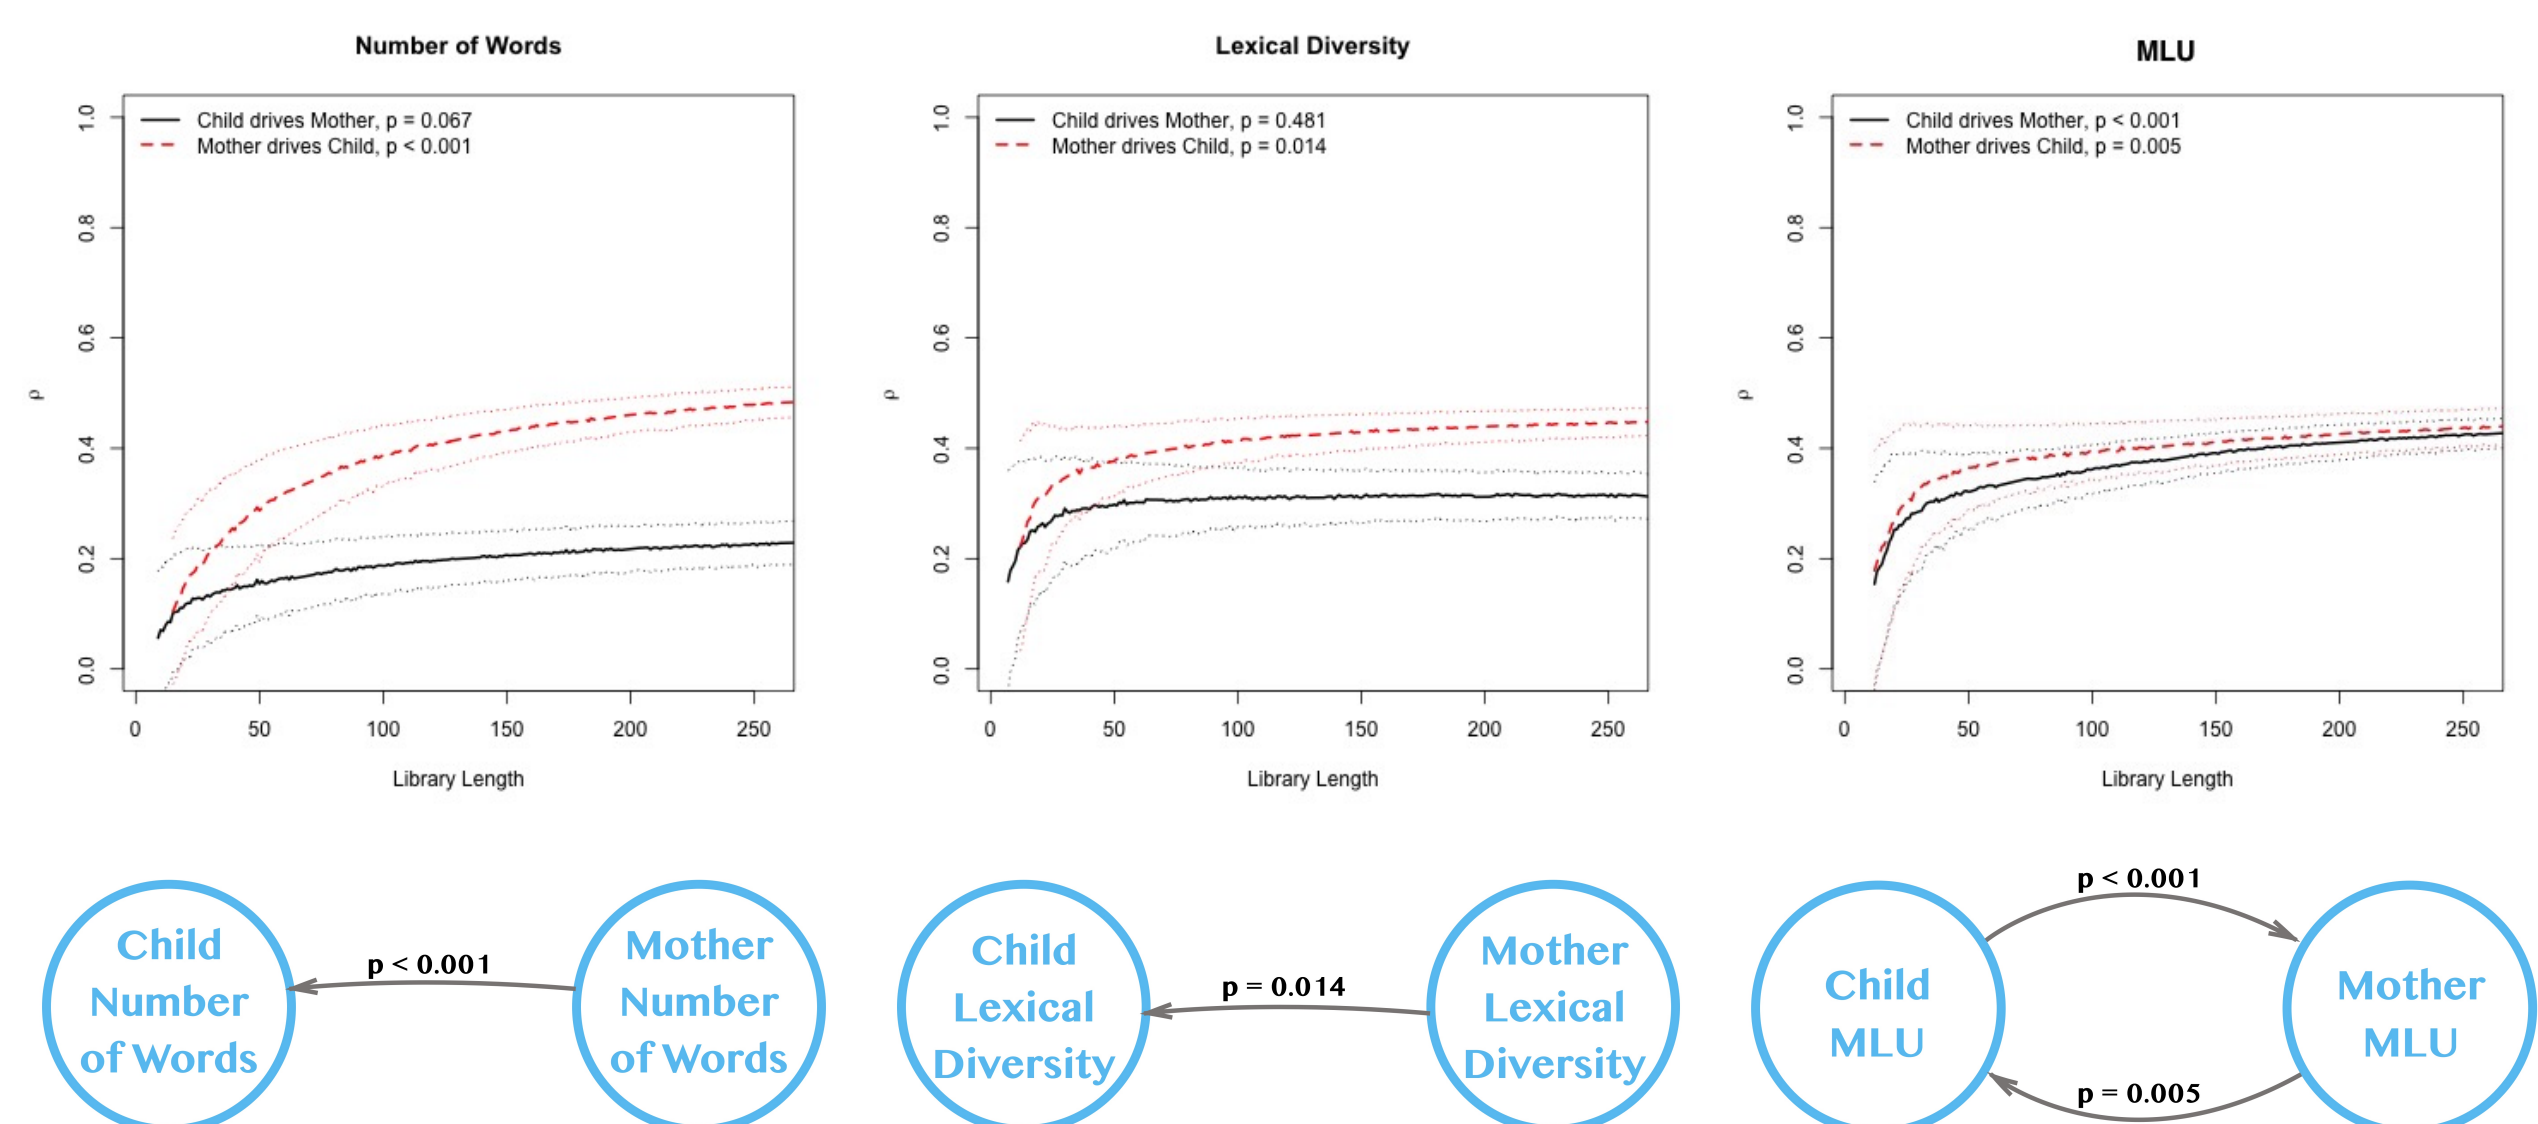 Number of Words
Child drives Mother, p = 0.067
Mother drives Child, p < 0.001
1.0
0.8
0.6
0.4
0.2
0.0
ρ
0 50 100 150 200 250
Library Length
Lexical Diversity
Child drives Mother, p = 0.481
Mother drives Child, p = 0.014
1.0
0.8
0.6
0.4
0.2
0.0
ρ
0 50 100 150 200 250
Library Length
MLU
Child drives Mother, p < 0.001
Mother drives Child, p = 0.005
1.0
0.8
0.6
0.4
0.2
0.0
ρ
0 50 100 150 200 250
Library Length
Child
Number
of Words
p < 0.001
Mother
Number
of Words
Child
Lexical
Diversity
p = 0.014
Mother
Lexical
Diversity
Child
MLU
p < 0.001
p = 0.005
Mother
MLU